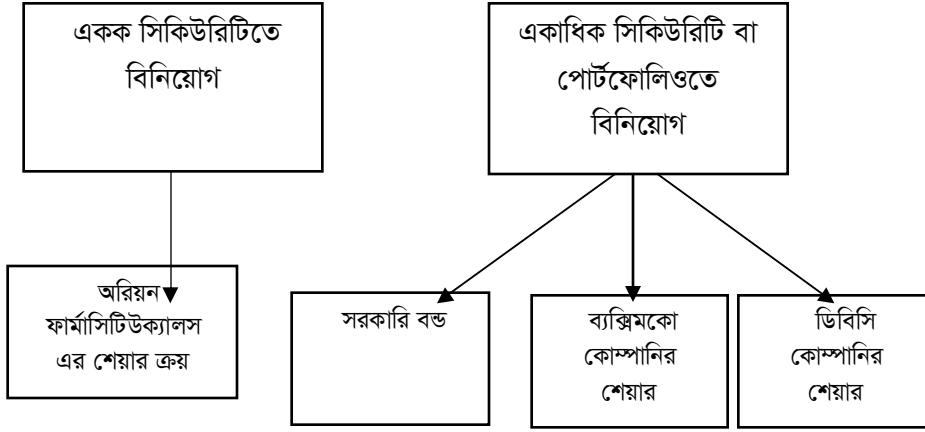 একক সিকিউরিটিতে
বিনিয়োগ
একাধিক সিকিউরিটি বা
পোর্টফোলিওতে
বিনিয়োগ
অরিয়ন
ফার্মাসিটিউক্যালস
এর শেয়ার ক্রয়
সরকারি বন্ড
ব্যক্সিমকো
কোম্পানির
শেয়ার
ডিবিসি
কোম্পানির
শেয়ার